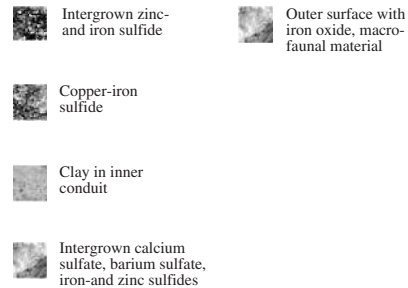 Intergrown zinc-
and iron sulfide
Copper-iron
sulfide
Clay in inner
conduit
Intergrown calcium
sulfate, barium sulfate,
iron-and zinc sulfides
Outer surface with
iron oxide, macro-
faunal material